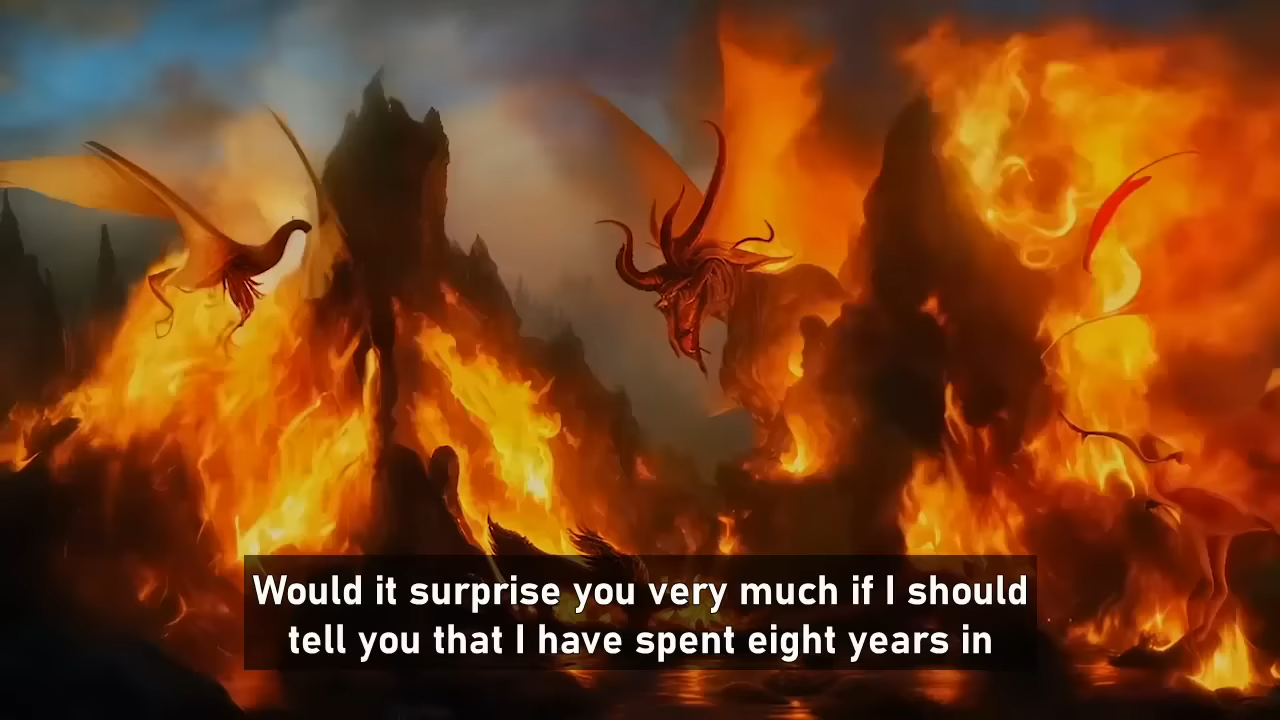 Would it surprise you very much if I should
tell you that I have spent eight years in